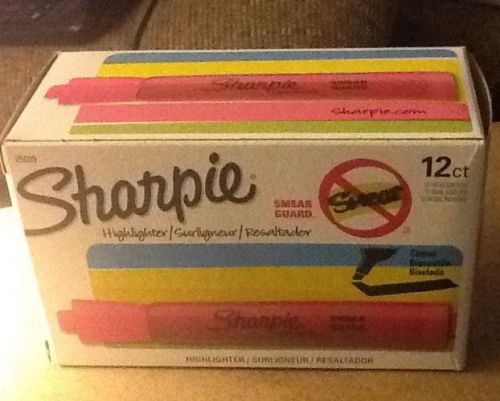 Sharpie
SMEAR
GUARD
Sharpie.com
Sharpie®
SMEAR
GUARD
Smear
12ct
Highlighter/Surligneur/Resaltador
Chisel
Biselada
Sharpie
SMEAR
GUARD
HIGHLIGHTER / SURLIGNEUR / RESALTADOR